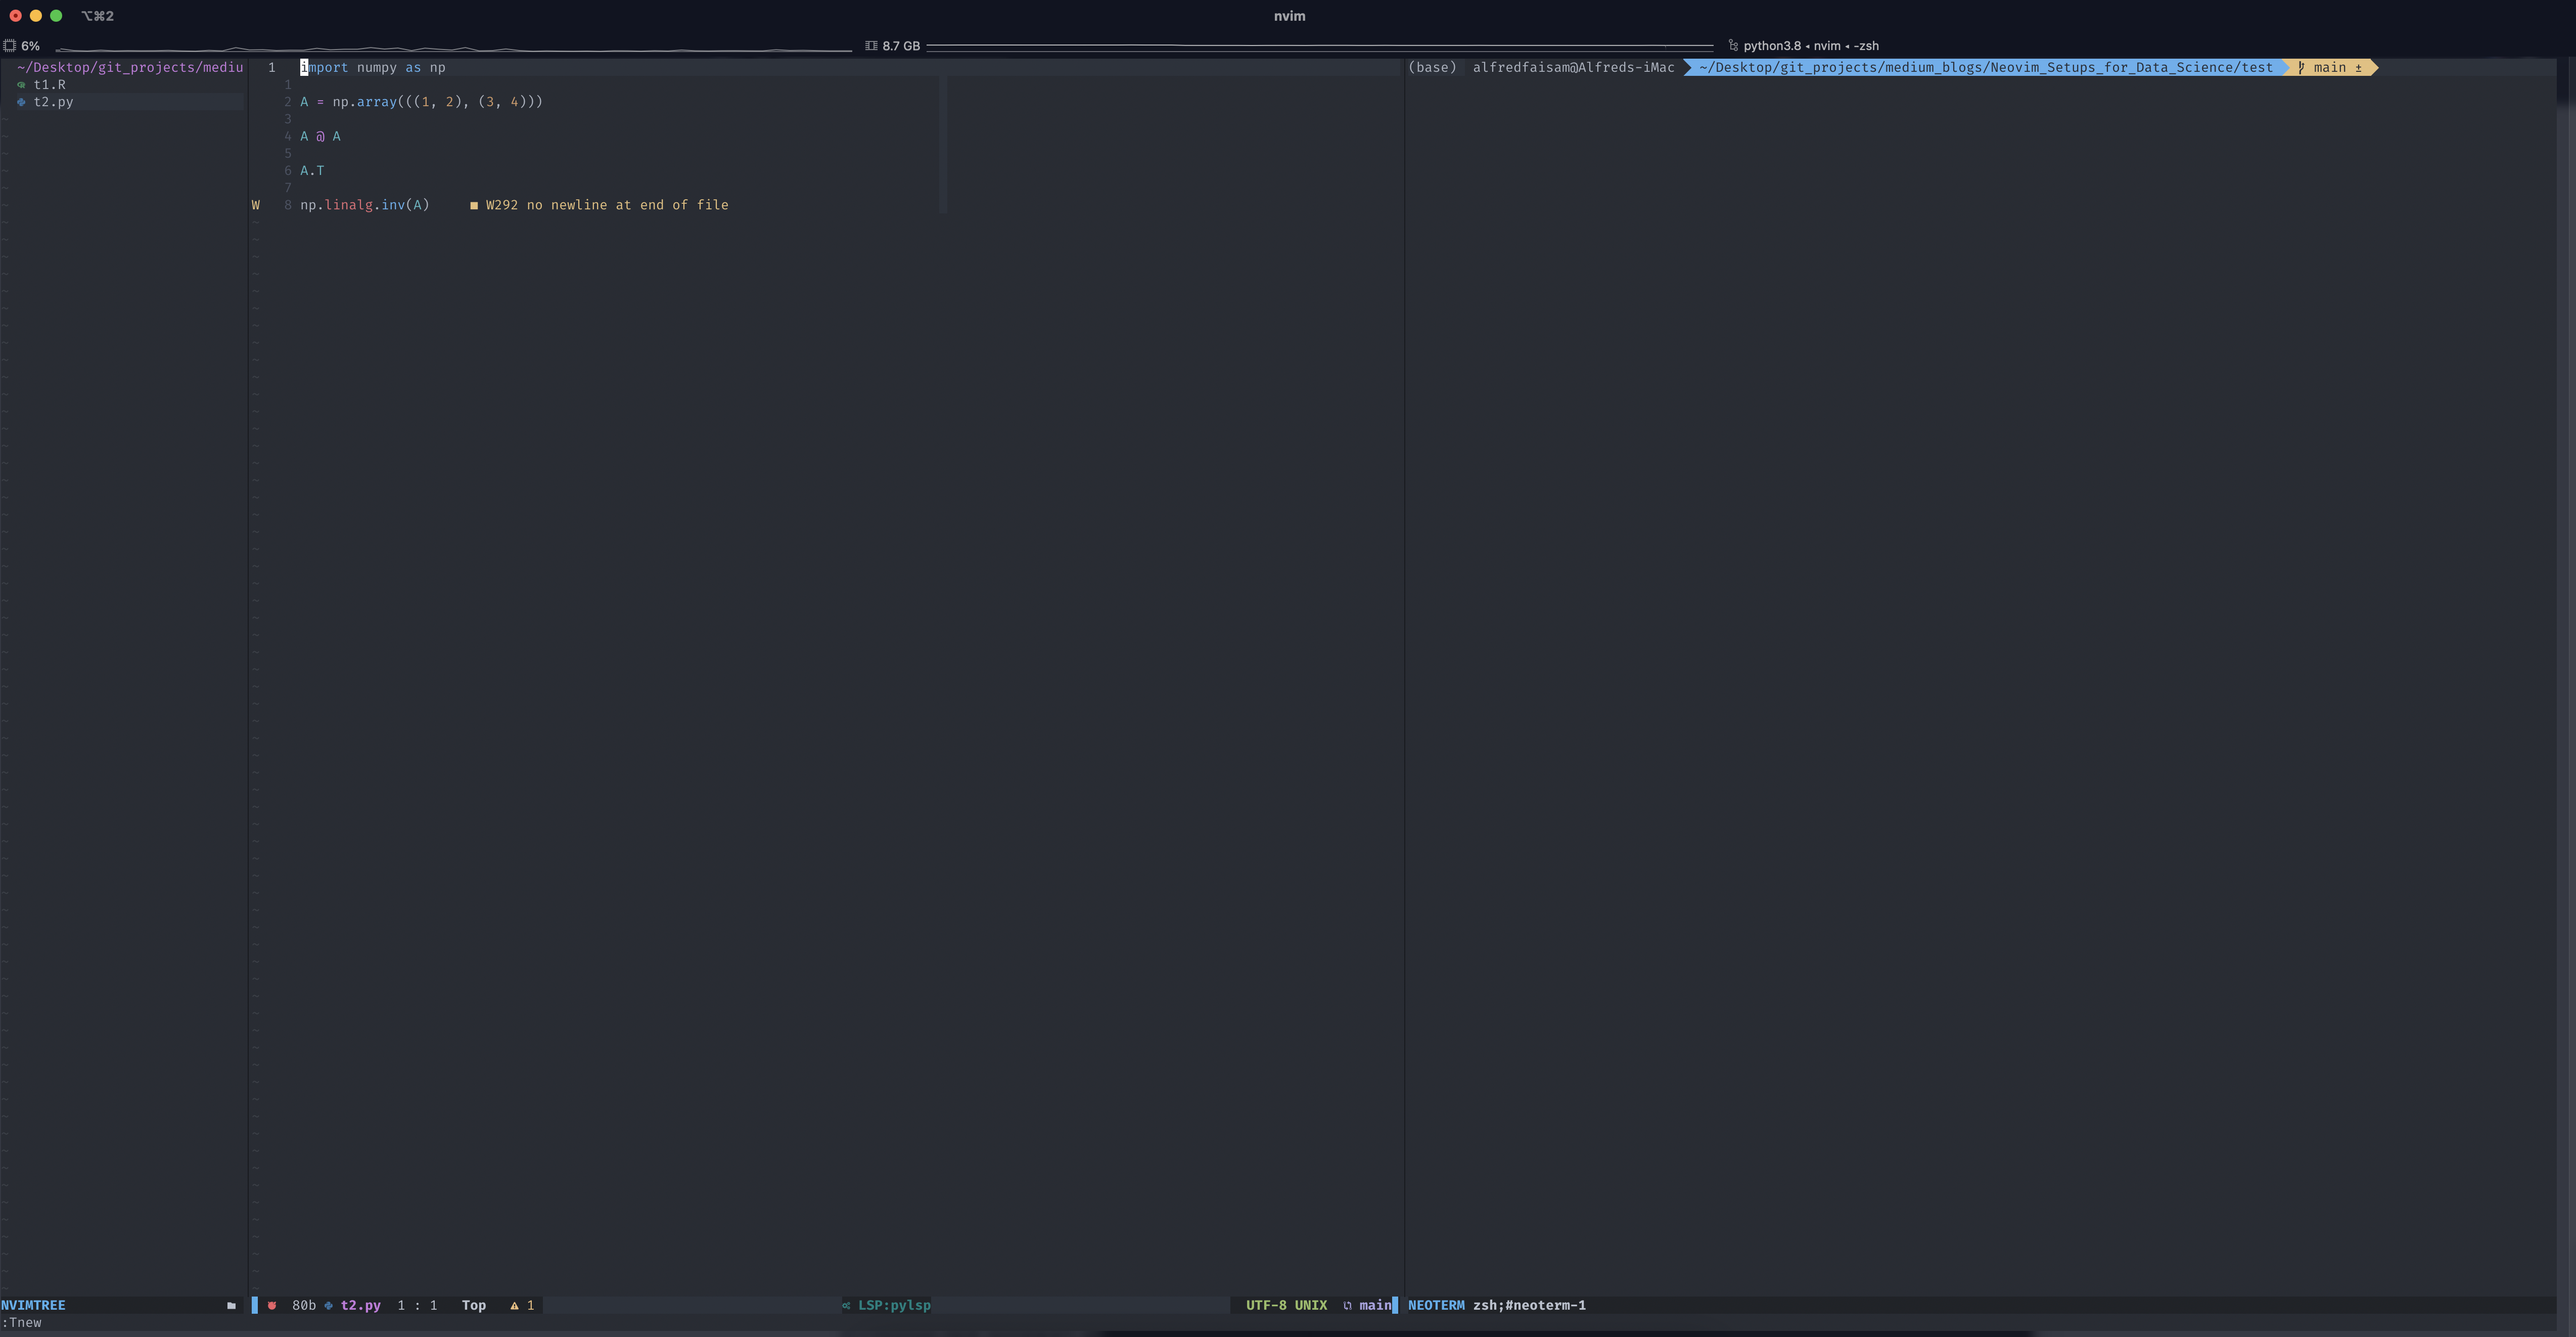 ⌥⌘2
nvim
6%
8.7 GB
python3.8 ◂ nvim ◂ -zsh
~/Desktop/git_projects/mediu
t1.R
t2.py
1 import numpy as np
1
2 A = np.array(((1, 2), (3, 4)))
3
4 A @ A
5
6 A.T
7
W 8 np.linalg.inv(A) ■ W292 no newline at end of file
(base) alfredfaisam@Alfreds-iMac ~/Desktop/git_projects/medium_blogs/Neovim_Setups_for_Data_Science/test main ±
NVIMTREE
80b t2.py 1 : 1 Top 1 LSP:pylsp UTF-8 UNIX main
NEOTERM zsh;#neoterm-1
:Tnew